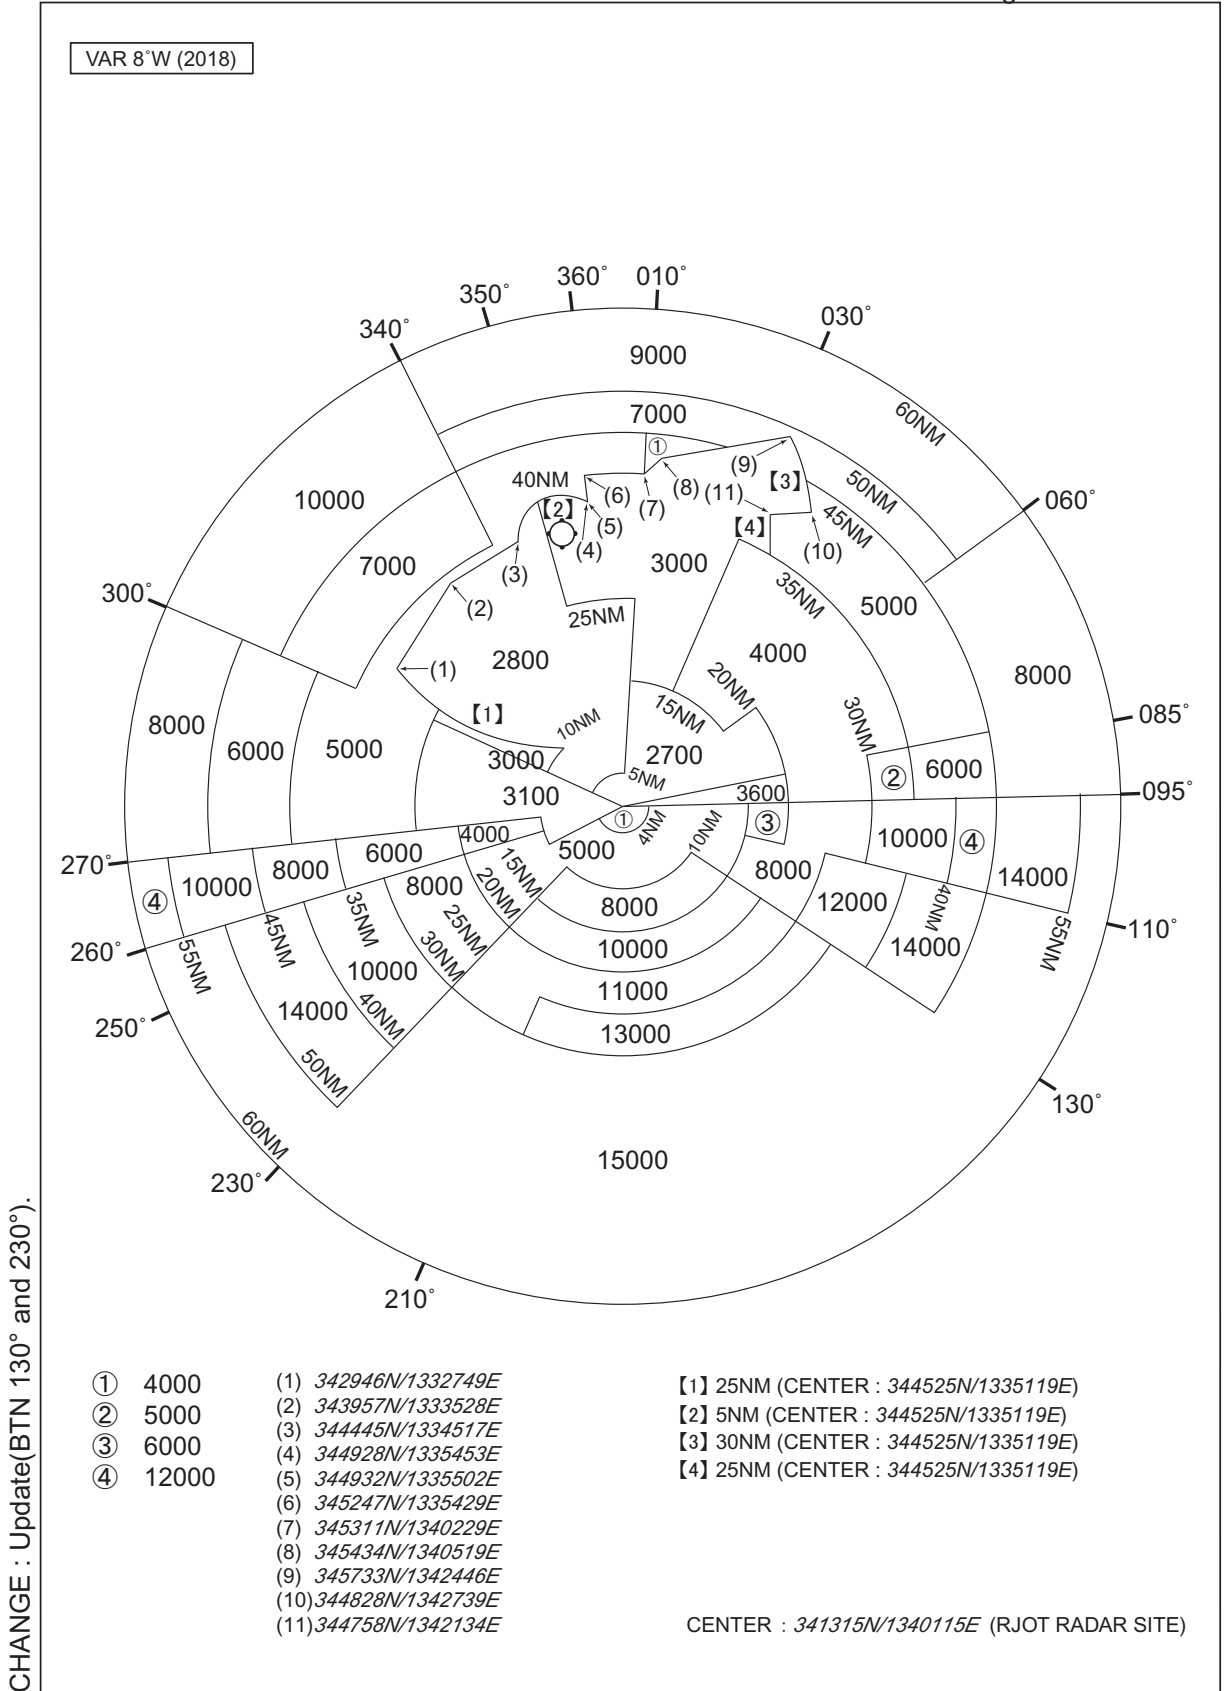 VAR 8˚W (2018)
360˚
010˚
350˚
340˚
030˚
9000
60NM
7000
①
(9)
40NM
【3】
50NM
10000
(6)
(8)
(11)
060˚
【2】
(7)
45NM
(5)
【4】
(4)
(10)
7000
(3)
3000
35NM
300˚
(2)
25NM
5000
2800
4000
(1)
20NM
8000
【1】
15NM
085˚
8000
10NM
30NM
6000
5000
3000
2700
5NM
②
6000
3100
3600
095˚
①
4NM
10NM
③
4000
5000
10000
④
270˚
6000
8000
8000
15NM
8000
14000
④
10000
20NM
8000
12000
40NM
35NM
25NM
110˚
45NM
30NM
10000
14000
55NM
260˚
55NM
10000
11000
40NM
14000
250˚
13000
50NM
130˚
60NM
15000
230˚
210˚
① 4000
② 5000
③ 6000
④ 12000
(1) 342946N/1332749E
(2) 343957N/1333528E
(3) 344445N/1334517E
(4) 344928N/1335453E
(5) 344932N/1335502E
(6) 345247N/1335429E
(7) 345311N/1340229E
(8) 345434N/1340519E
(9) 345733N/1342446E
(10) 344828N/1342739E
(11) 344758N/1342134E
【1】 25NM (CENTER : 344525N/1335119E)
【2】 5NM (CENTER : 344525N/1335119E)
【3】 30NM (CENTER : 344525N/1335119E)
【4】 25NM (CENTER : 344525N/1335119E)
CENTER : 341315N/1340115E (RJOT RADAR SITE)
CHANGE : Update(BTN 130° and 230°).